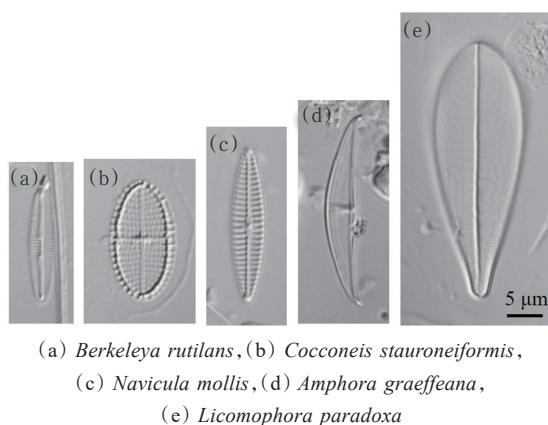 (e)
(d)
(c)
(a)
(b)
5 μm
(a) Berkeleya rutilans, (b) Cocconeis stauroneiformis,
(c) Navicula mollis, (d) Amphora graeffeana,
(e) Licomophora paradoxa